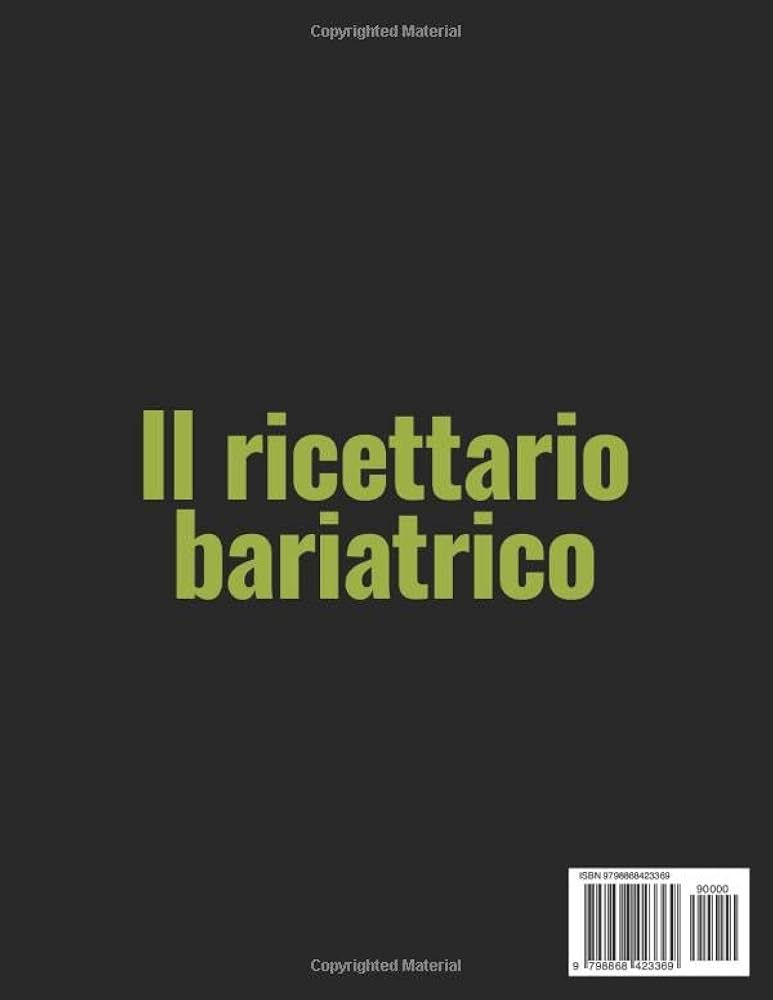 Copyrighted Material
Il ricettario
bariatrico
ISBN 9798868423369
90000
9 798868 423369
Copyrighted Material